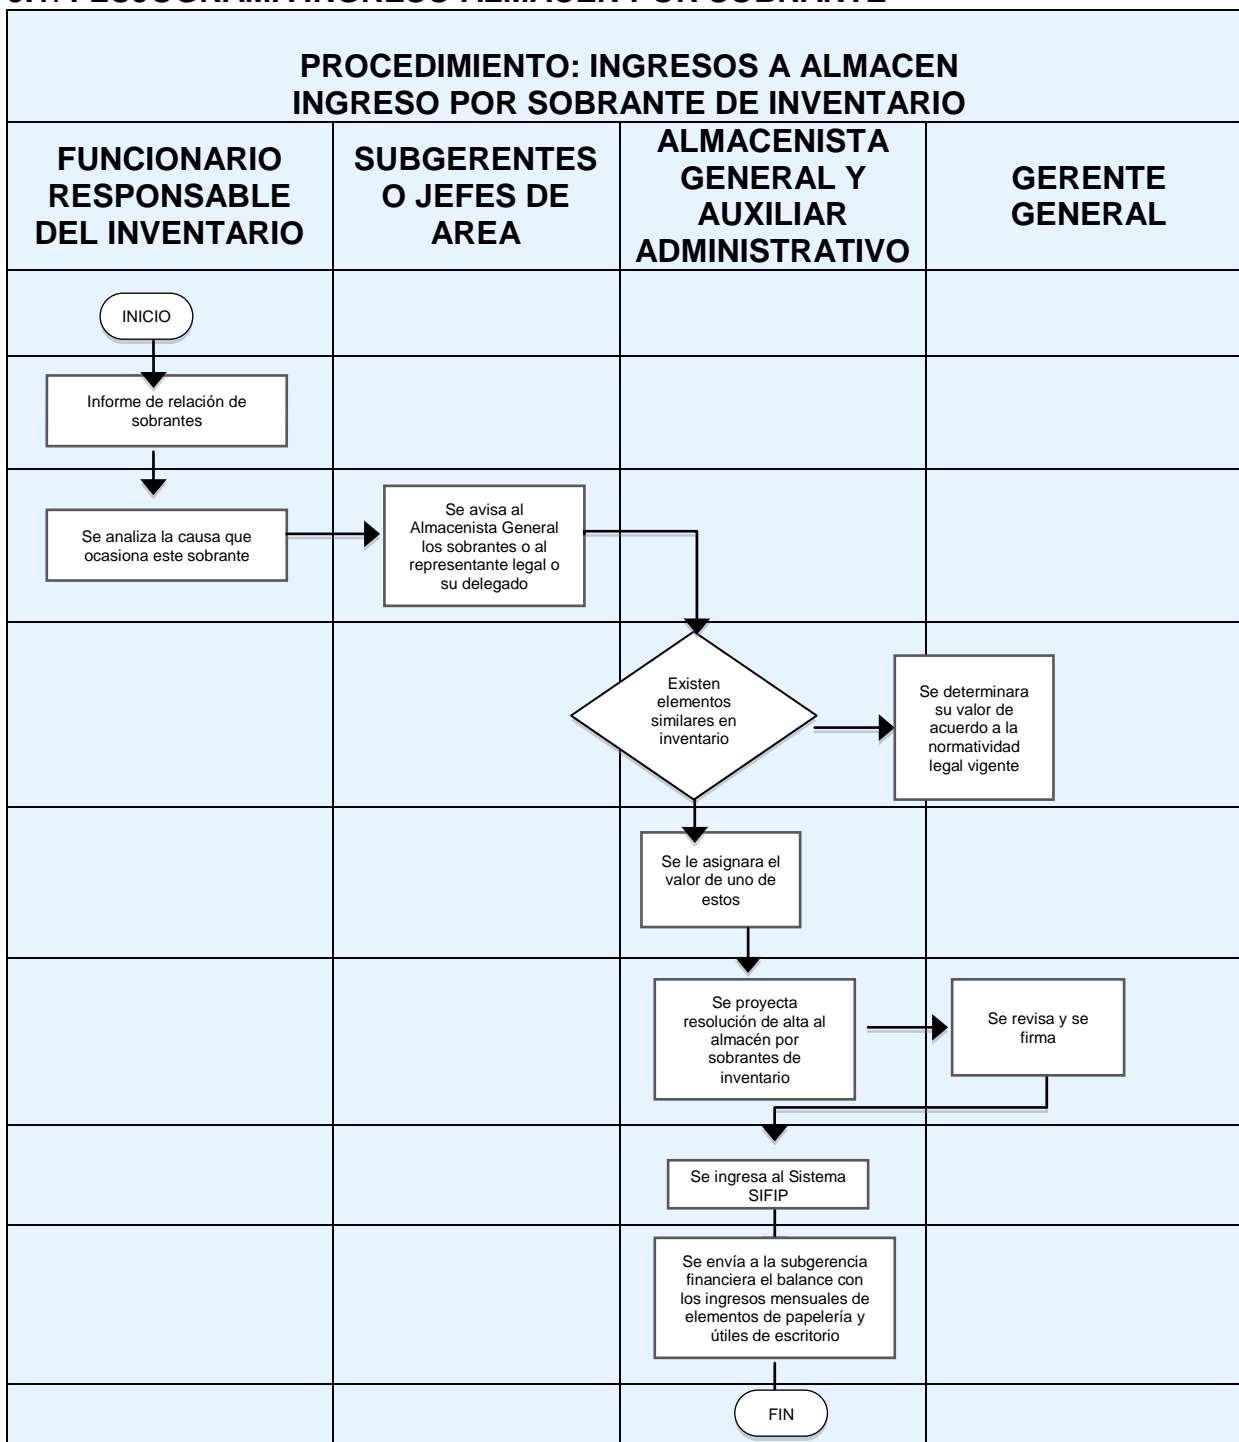 PROCEDIMIENTO: INGRESOS A ALMACEN
INGRESO POR SOBRANTE DE INVENTARIO
FUNCIONARIO
RESPONSABLE
DEL INVENTARIO
SUBGERENTES
O JEFES DE
AREA
ALMACENISTA
GENERAL Y
AUXILIAR
ADMINISTRATIVO
GERENTE
GENERAL
INICIO
Informe de relación de
sobrantes
Se analiza la causa que
ocasiona este sobrante
Se avisa al
Almacenista General
los sobrantes o al
representante legal o
su delegado
Existen
elementos
similares en
inventario
Se determinara
su valor de
acuerdo a la
normatividad
legal vigente
Se le asignara el
valor de uno de
estos
Se proyecta
resolución de alta al
almacén por
sobrantes de
inventario
Se revisa y se
firma
Se ingresa al Sistema
SIFIP
Se envía a la subgerencia
financiera el balance con
los ingresos mensuales de
elementos de papelería y
útiles de escritorio
FIN